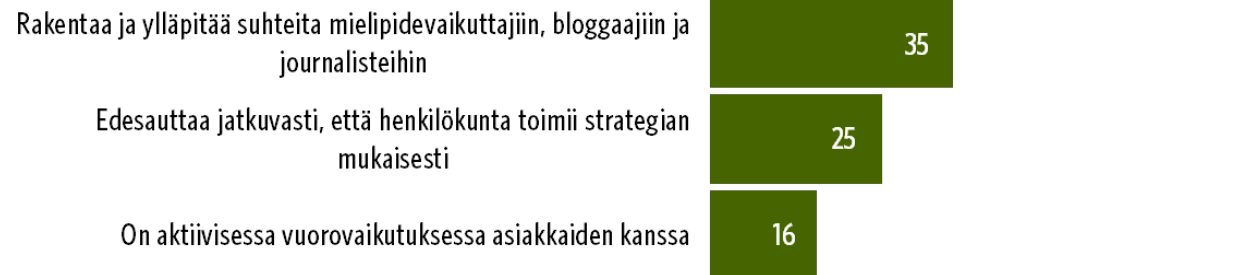 Rakentaa ja ylläpitää suhteita mielipidevaikuttajiin, bloggaajiin ja
journalisteihin
35
Edesauttaa jatkuvasti, että henkilökunta toimii strategian
mukaisesti
25
On aktiivisessa vuorovaikutuksessa asiakkaiden kanssa
16